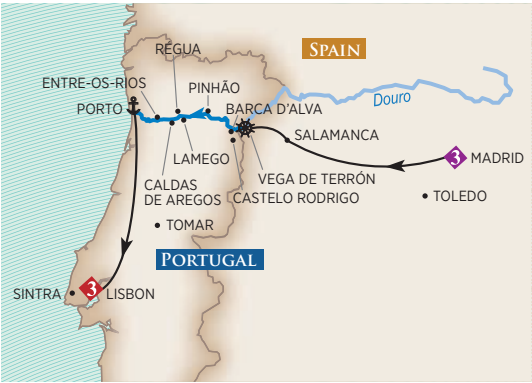 SPAIN
RÉGUA
ENTRE-OS-RIOS
PINHÃO
Douro
PORTO
BARCA D'ALVA
SALAMANCA
LAMEGO
3
MADRID
VEGA DE TERRÓN
CALDAS
DE AREGOS
CASTELO RODRIGO
TOLEDO
TOMAR
PORTUGAL
SINTRA
3
LISBON